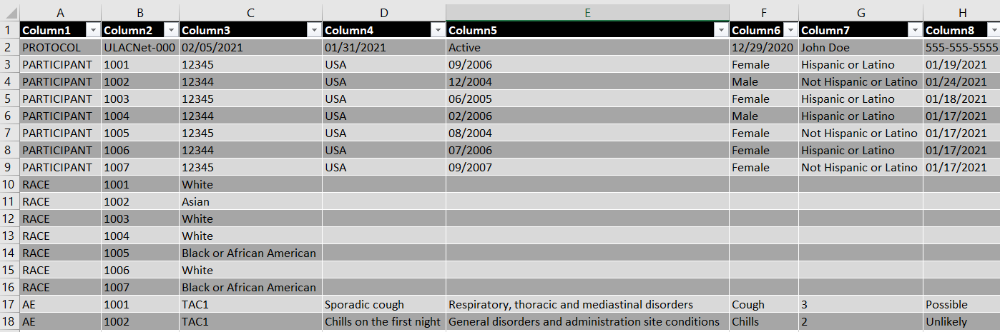 A B C D E F G H
1 Column1 Column2 Column3 Column4 Column5 Column6 Column7 Column8
2 PROTOCOL ULACNet-000 02/05/2021 01/31/2021 Active 12/29/2020 John Doe 555-555-5555
3 PARTICIPANT 1001 12345 USA 09/2006 Female Hispanic or Latino 01/19/2021
4 PARTICIPANT 1002 12344 USA 12/2004 Male Not Hispanic or Latino 01/24/2021
5 PARTICIPANT 1003 12345 USA 06/2005 Female Hispanic or Latino 01/18/2021
6 PARTICIPANT 1004 12344 USA 02/2006 Male Hispanic or Latino 01/17/2021
7 PARTICIPANT 1005 12345 USA 08/2004 Female Not Hispanic or Latino 01/17/2021
8 PARTICIPANT 1006 12344 USA 07/2006 Female Hispanic or Latino 01/17/2021
9 PARTICIPANT 1007 12345 USA 09/2007 Female Not Hispanic or Latino 01/17/2021
10 RACE 1001 White
11 RACE 1002 Asian
12 RACE 1003 White
13 RACE 1004 White
14 RACE 1005 Black or African American
15 RACE 1006 White
16 RACE 1007 Black or African American
17 AE 1001 TAC1 Sporadic cough Respiratory, thoracic and mediastinal disorders Cough 3 Possible
18 AE 1002 TAC1 Chills on the first night General disorders and administration site conditions Chills 2 Unlikely